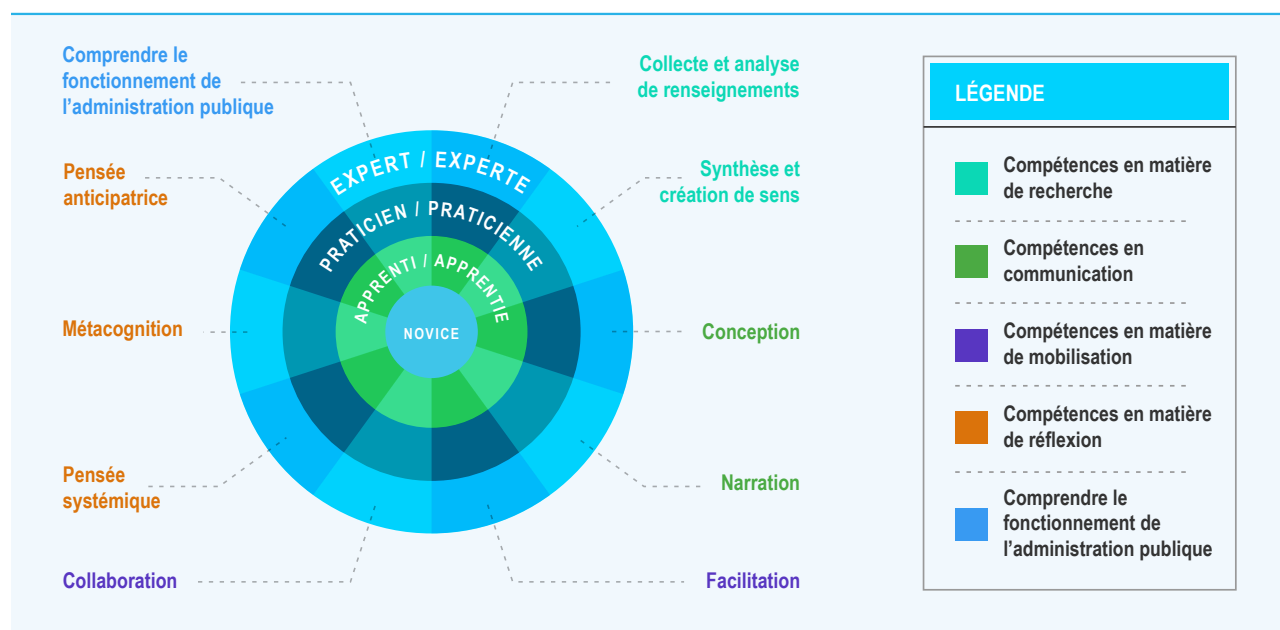 Comprendre le
fonctionnement de
l’administration publique
Collecte et analyse
de renseignements
Pensée
anticipatrice
Synthèse et
création de sens
EXPERT / EXPERTE
PRATICIEN / PRATICIENNE
APPRENTI / APPRENTIE
NOVICE
Métacognition
Conception
Pensée
systémique
Narration
Collaboration
Facilitation
LÉGENDE
Compétences en matière
de recherche
Compétences en
communication
Compétences en matière
de mobilisation
Compétences en matière
de réflexion
Comprendre le
fonctionnement de
l’administration publique